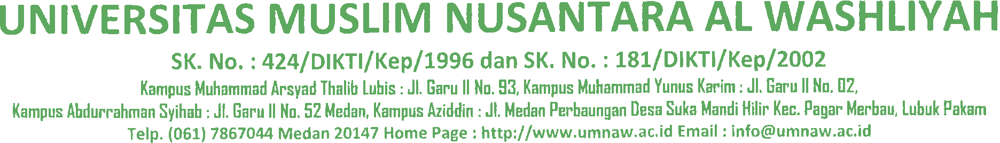 UNIVERSITAS MUSLIM NUSANTARA AL WASHLIYAH
SK. No. : 424/DIKTI/Kep/1996 dan SK. No. : 181/DIKTI/Kep/2002
Kampus Muhammad Arsyad Thalib Lubis : Jl. Garu II No. 93, Kampus Muhammad Yunus Karim : Jl. Garu II No. 02,
Kampus Abdurrahman Syihab : Jl. Garu II No. 52 Medan, Kampus Aziddin : Jl. Medan Perbaungan Desa Suka Mandi Hilir Kec. Pagar Merbau, Lubuk Pakam
Telp. (061) 7867044 Medan 20147 Home Page : http://www.umnaw.ac.id Email : info@umnaw.ac.id